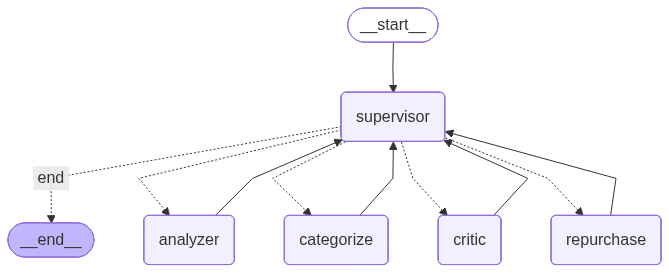 __start__
supervisor
end
__end__
analyzer
categorize
critic
repurchase